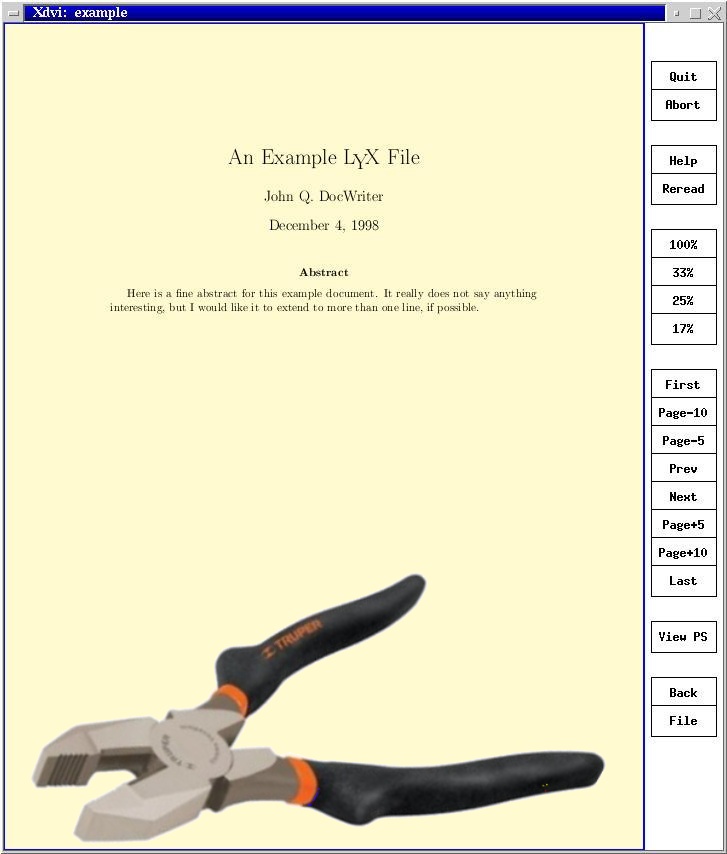 Xdvi: example
An Example LyX File
John Q. DocWriter
December 4, 1998
Abstract
Here is a fine abstract for this example document. It really does not say anything
interesting, but I would like it to extend to more than one line, if possible.
TRUPER
TRUPER
Quit
Abort
Help
Reread
100%
33%
25%
17%
First
Page-10
Page-5
Prev
Next
Page+5
Page+10
Last
View PS
Back
File